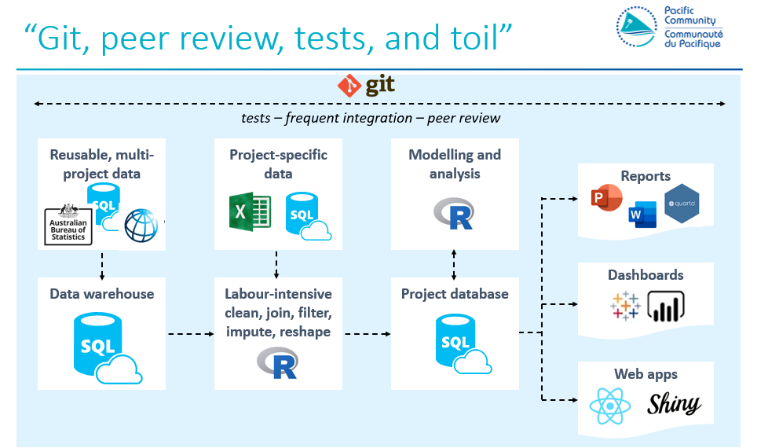 “Git, peer review, tests, and toil”
Pacific
Community
Communauté
du Pacifique
git
tests – frequent integration – peer review
Reusable, multi-
project data
SQL
Australian
Bureau of
Statistics
Project-specific
data
X
SQL
Modelling and
analysis
R
Reports
P
W
quarto
Data warehouse
SQL
Labour-intensive
clean, join, filter,
impute, reshape
R
Project database
SQL
Dashboards
Web apps
Shiny